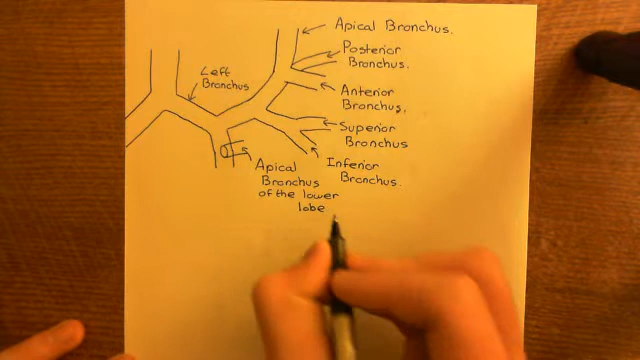 Apical Bronchus.
Posterior
Bronchus.
Left
Bronchus
Anterior
Bronchus.
Superior
Bronchus
Inferior
Bronchus.
Apical
Bronchus
of the lower
lobe